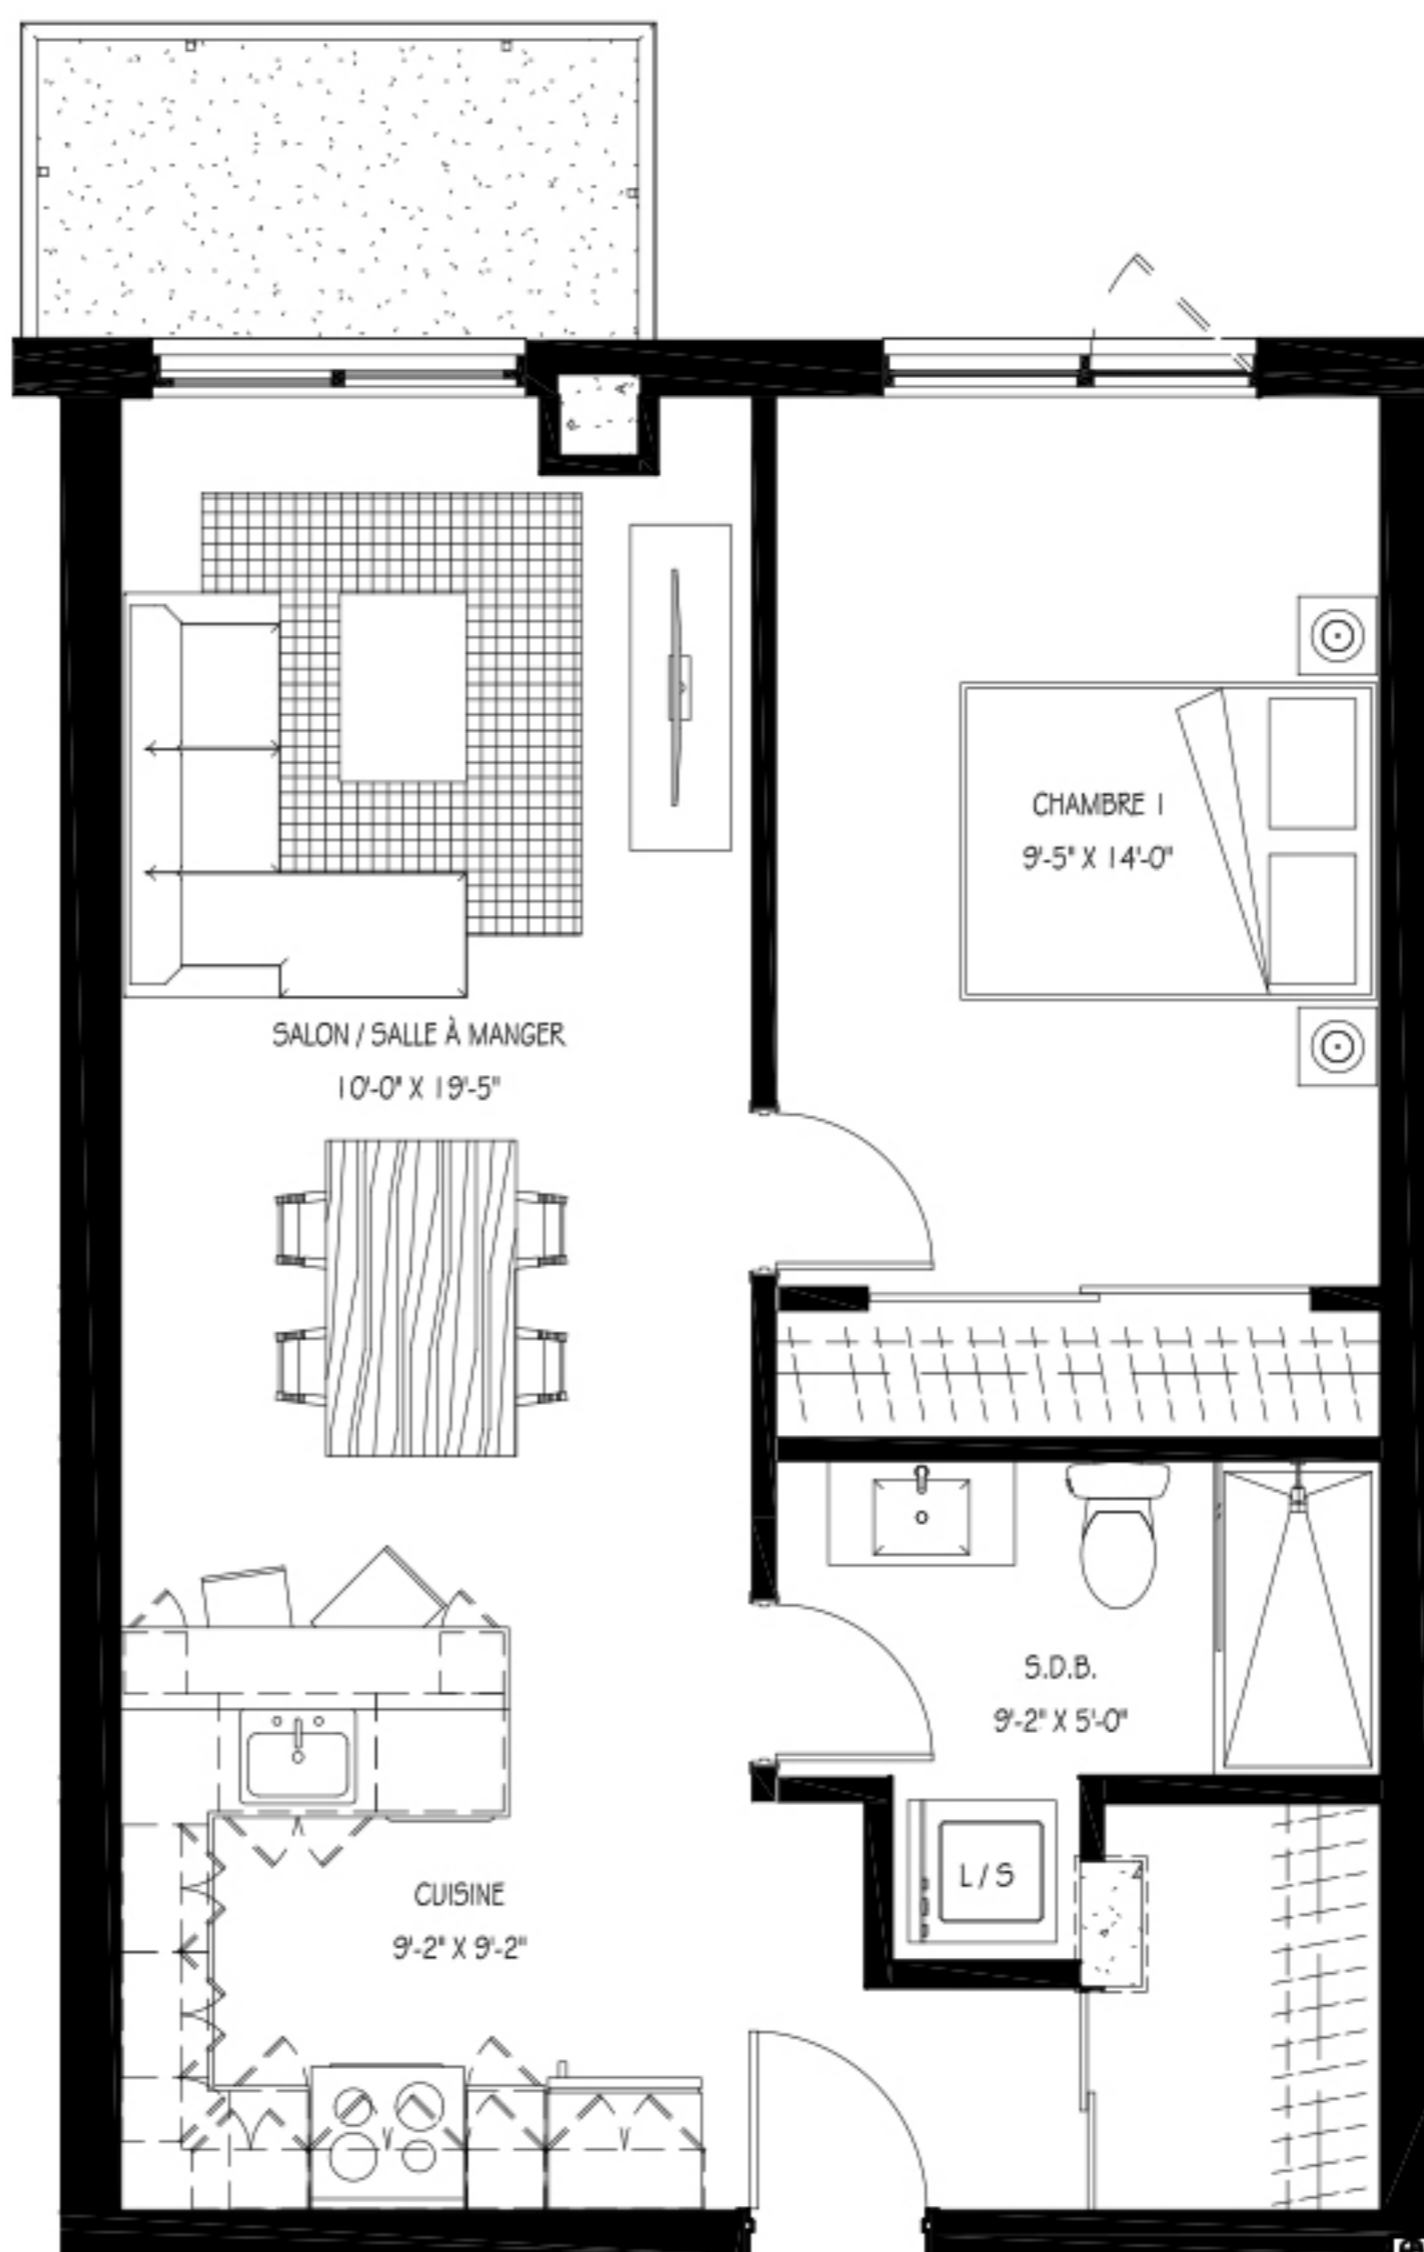 CHAMBRE 1
9'-5" X 14'-0"
SALON / SALLE À MANGER
10'-0" X 19'-5"
S.D.B.
9'-2" X 5'-0"
L / S
CUISINE
9'-2" X 9'-2"